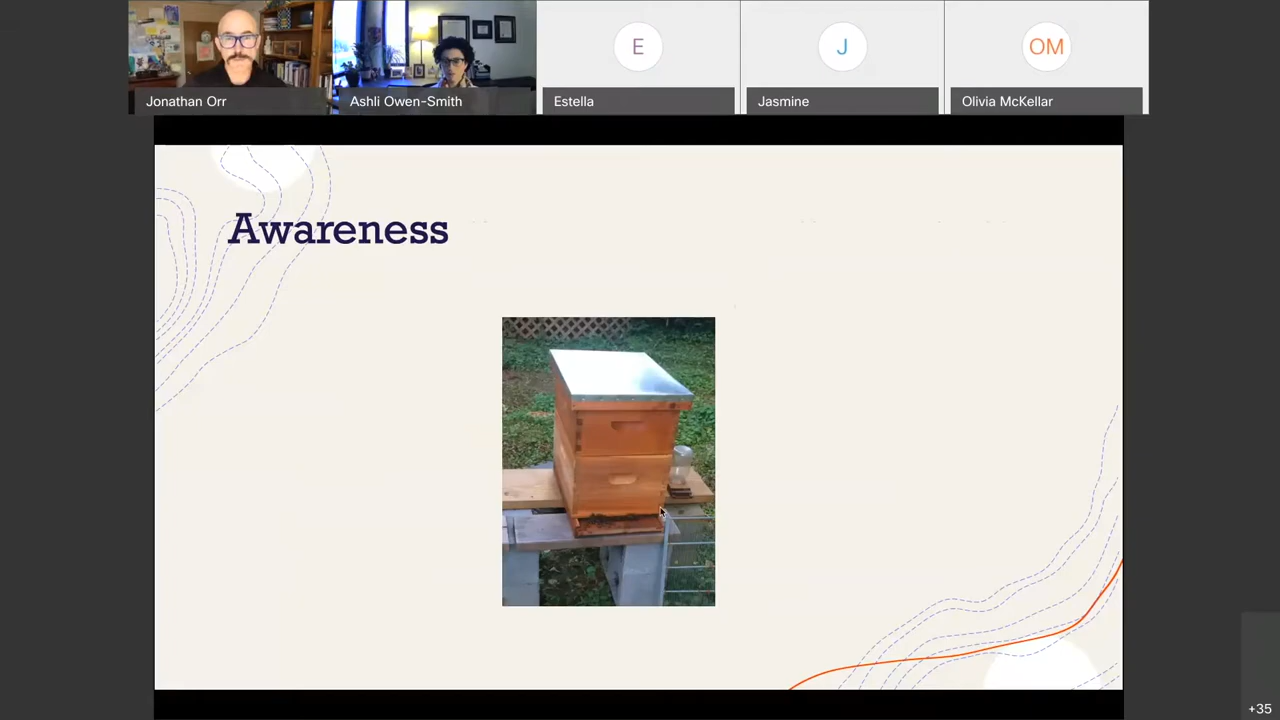 E
J
OM
Jonathan Orr
Ashli Owen-Smith
Estella
Jasmine
Olivia McKellar
Awareness
+35